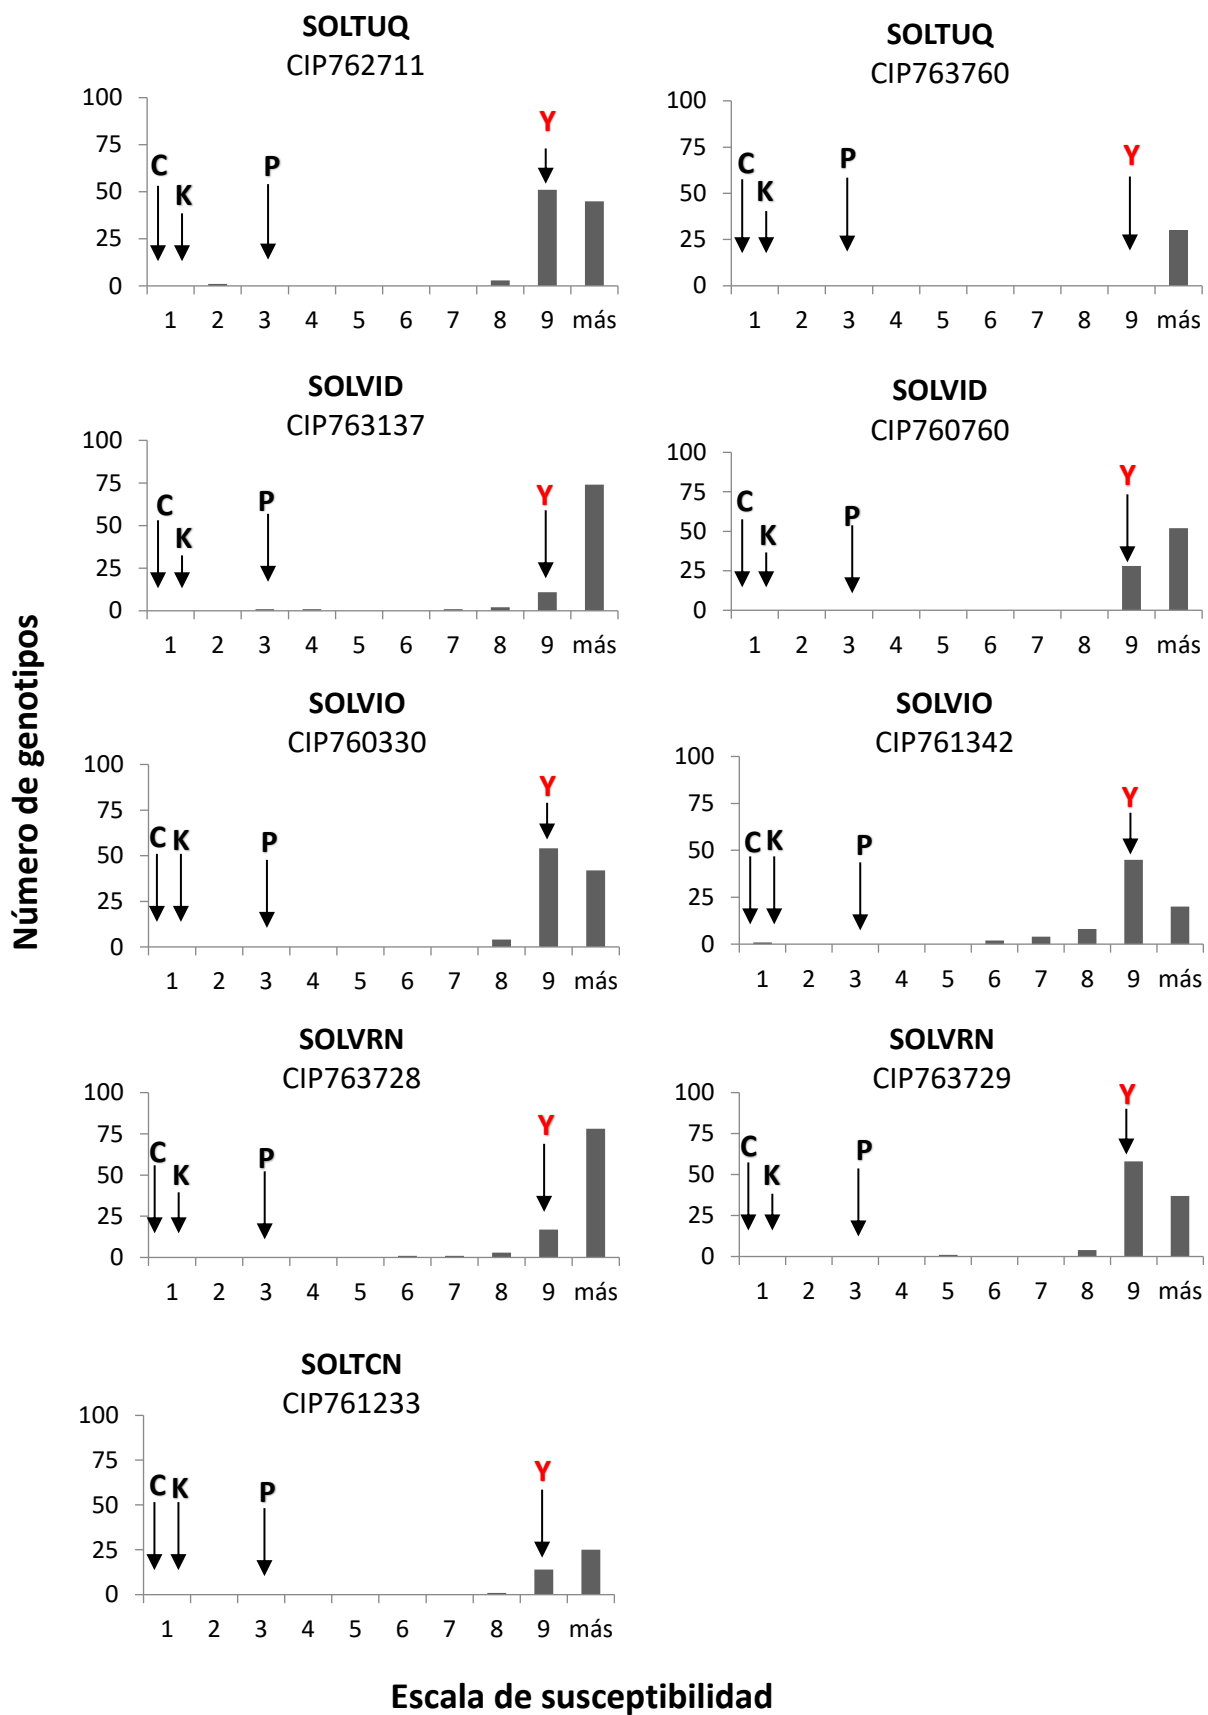 SOLTUQ
CIP762711
100
75
50
25
0
C
K
P
Y
1 2 3 4 5 6 7 8 9 más
SOLTUQ
CIP763760
100
75
50
25
0
C
K
P
Y
1 2 3 4 5 6 7 8 9 más
SOLVID
CIP763137
100
75
50
25
0
C
K
P
Y
1 2 3 4 5 6 7 8 9 más
SOLVID
CIP760760
100
75
50
25
0
C
K
P
Y
1 2 3 4 5 6 7 8 9 más
Número de genotipos
SOLVIO
CIP760330
100
75
50
25
0
C K
P
Y
1 2 3 4 5 6 7 8 9 más
SOLVIO
CIP761342
100
75
50
25
0
C K
P
Y
1 2 3 4 5 6 7 8 9 más
SOLVRN
CIP763728
100
75
50
25
0
C
K
P
Y
1 2 3 4 5 6 7 8 9 más
SOLVRN
CIP763729
100
75
50
25
0
C
K
P
Y
1 2 3 4 5 6 7 8 9 más
SOLTCN
CIP761233
100
75
50
25
0
C K
P
Y
1 2 3 4 5 6 7 8 9 más
Escala de susceptibilidad